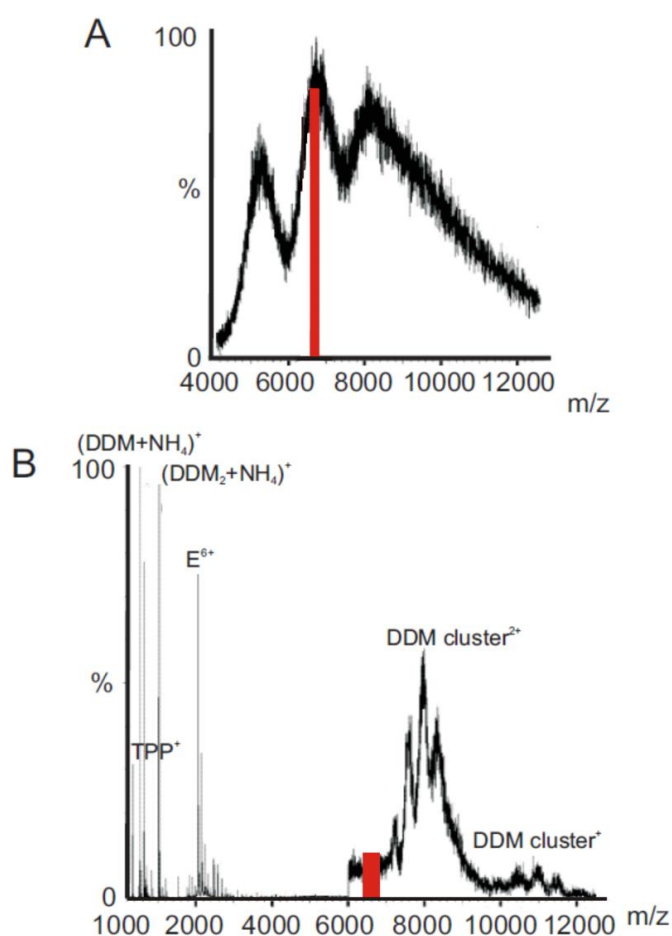 A
100
%
0
4000 6000 8000 10000 12000
m/z
(DDM+NH₄)⁺
B
100
(DDM₂+NH₄)⁺
E⁶⁺
DDM cluster²⁺
%
TPP⁺
DDM cluster⁺
0
1000 2000 4000 6000 8000 10000 12000
m/z